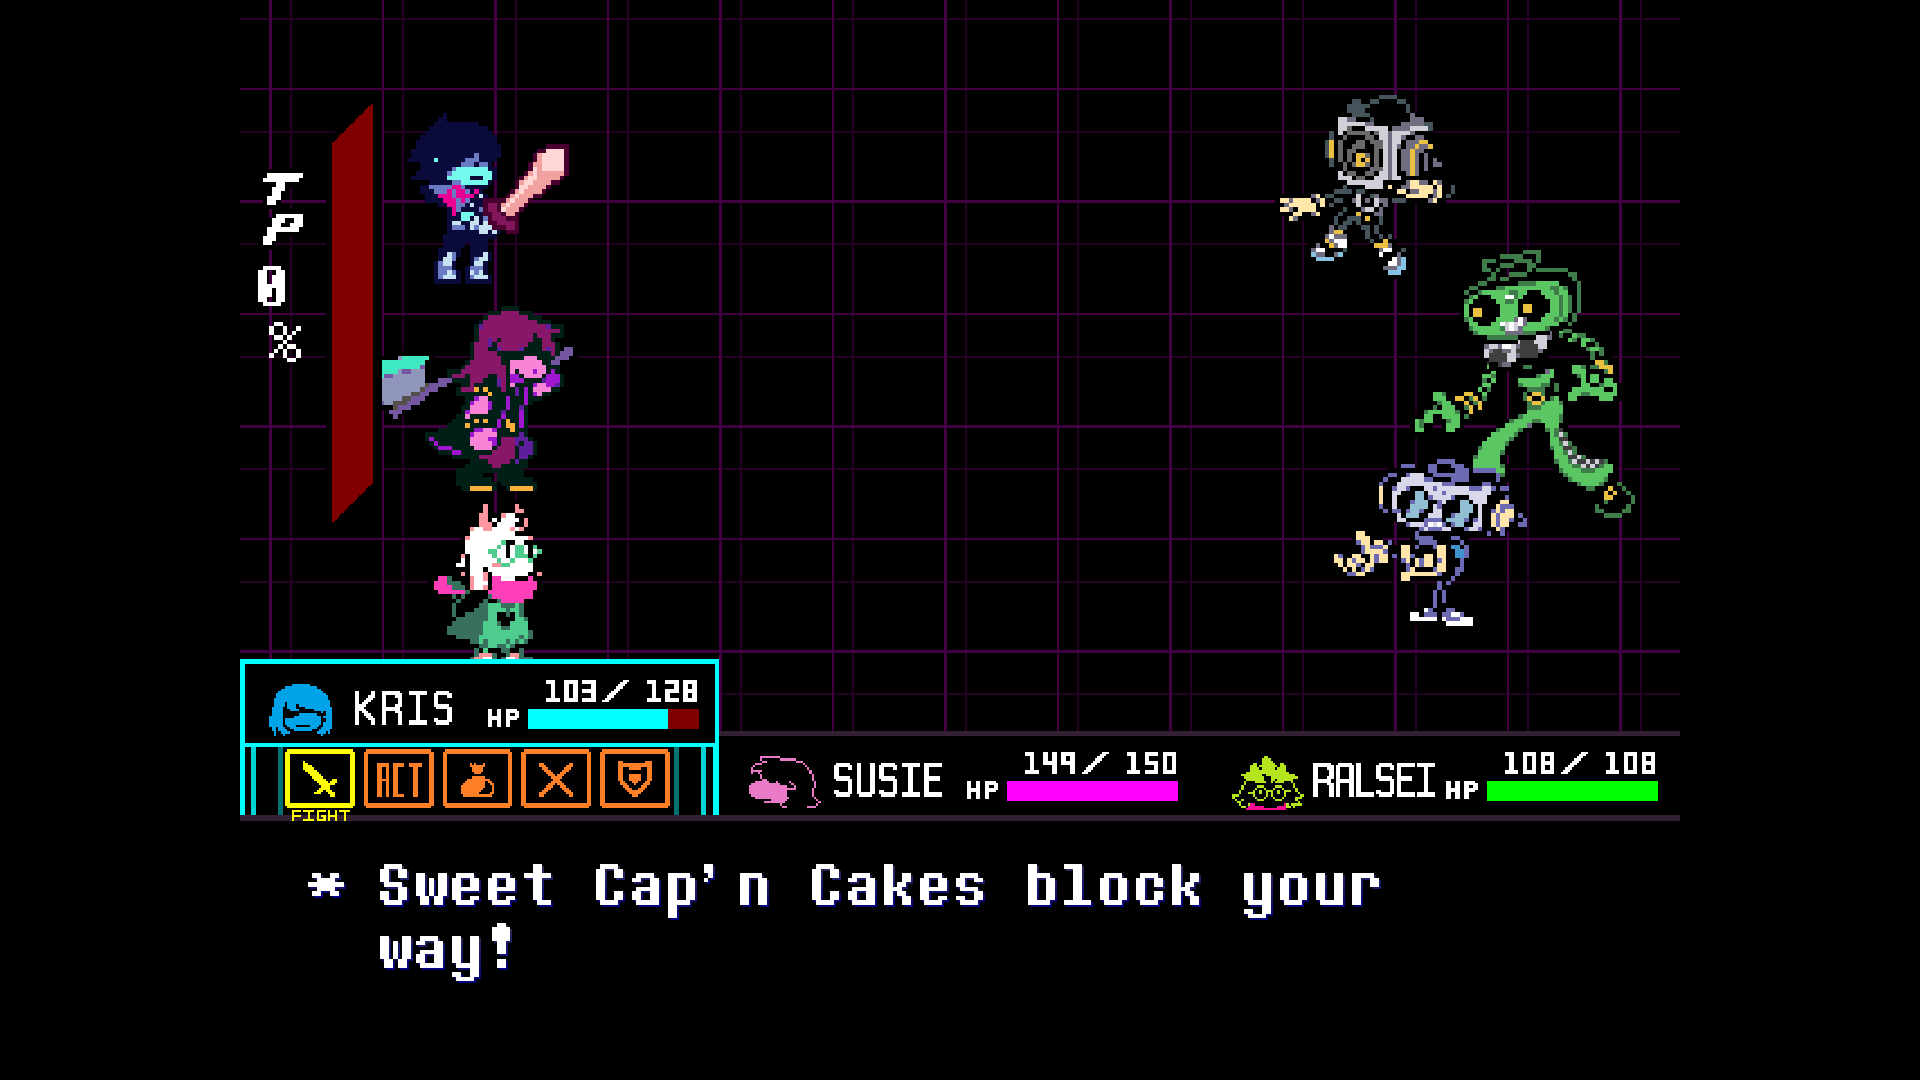 TP
0
%
KRIS HP 103/ 128
ACT
FIGHT
SUSIE HP 149/ 150
RALSEI HP 108/ 108
* Sweet Cap'n Cakes block your
way!